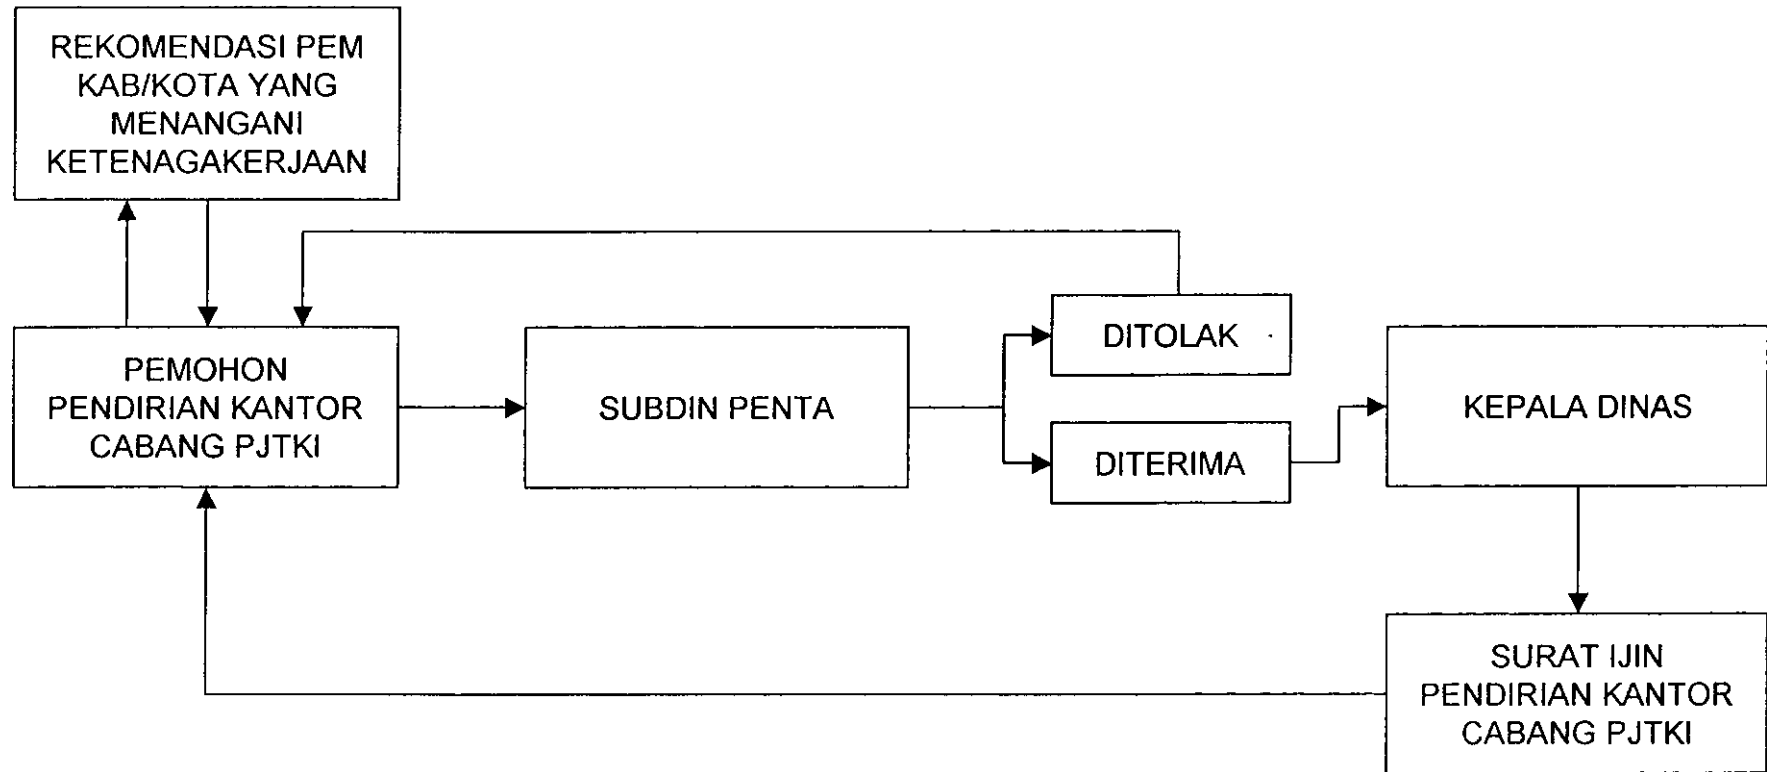 REKOMENDASI PEM
KAB/KOTA YANG
MENANGANI
KETENAGAKERJAAN
PEMOHON
PENDIRIAN KANTOR
CABANG PJTKI
SUBDIN PENTA
DITOLAK
DITERIMA
KEPALA DINAS
SURAT IJIN
PENDIRIAN KANTOR
CABANG PJTKI